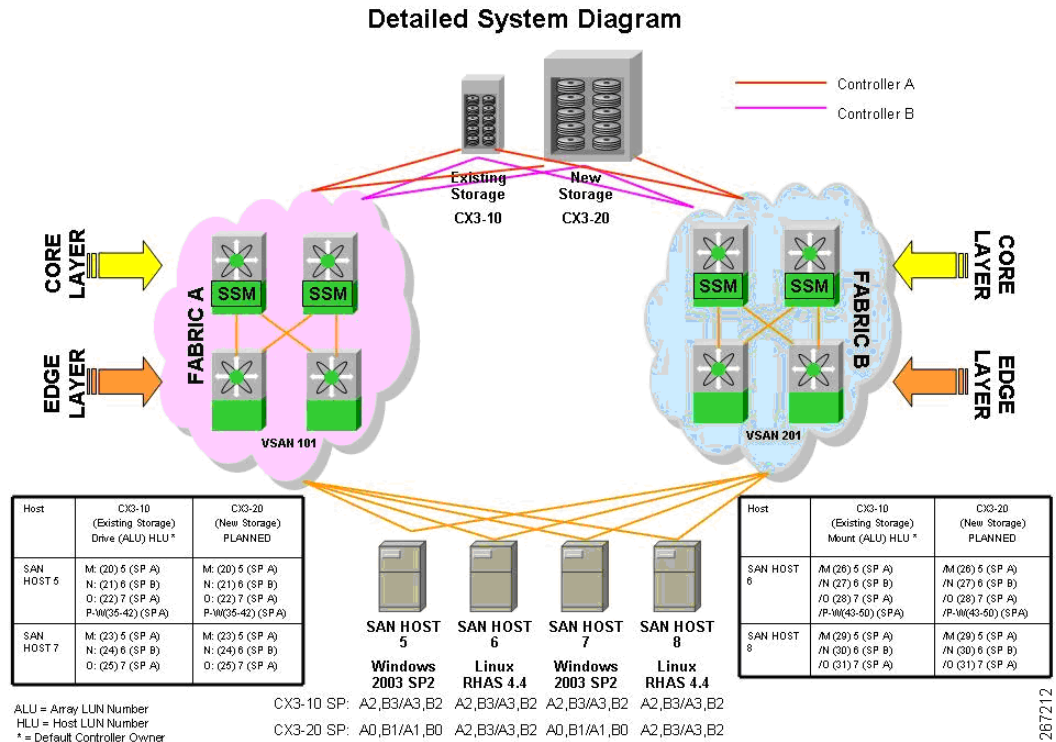 Detailed System Diagram
Controller A
Controller B
Existing
Storage
CX3-10
New
Storage
CX3-20
CORE
LAYER
EDGE
LAYER
FABRIC A
SSM
SSM
VSAN 101
SSM
SSM
FABRIC B
VSAN 201
CORE
LAYER
EDGE
LAYER
Host
CX3-10
(Existing Storage)
Drive (ALU) HLU *
CX3-20
(New Storage)
PLANNED
SAN
HOST 5
M: (20) 5 (SP A)
N: (21) 6 (SP B)
O: (22) 7 (SP A)
P-W(35-42) (SP A)
M: (20) 5 (SP A)
N: (21) 6 (SP B)
O: (22) 7 (SP A)
P-W(35-42) (SP A)
SAN
HOST 7
M: (23) 5 (SP A)
N: (24) 6 (SP B)
O: (25) 7 (SP A)
M: (23) 5 (SP A)
N: (24) 6 (SP B)
O: (25) 7 (SP A)
Host
CX3-10
(Existing Storage)
Mount (ALU) HLU *
CX3-20
(New Storage)
PLANNED
SAN HOST
6
/M (26) 5 (SP A)
/N (27) 6 (SP B)
/O (28) 7 (SP A)
/P-W(43-50) (SPA)
/M (26) 5 (SP A)
/N (27) 6 (SP B)
/O (28) 7 (SP A)
/P-W(43-50) (SPA)
SAN HOST
8
/M (29) 5 (SP A)
/N (30) 6 (SP B)
/O (31) 7 (SP A)
/M (29) 5 (SP A)
/N (30) 6 (SP B)
/O (31) 7 (SP A)
SAN HOST
5
Windows
2003 SP2
SAN HOST
6
Linux
RHAS 4.4
SAN HOST
7
Windows
2003 SP2
SAN HOST
8
Linux
RHAS 4.4
CX3-10 SP: A2,B3/A3,B2 A2,B3/A3,B2 A2,B3/A3,B2 A2,B3/A3,B2
CX3-20 SP: A0,B1/A1,B0 A2,B3/A3,B2 A0,B1/A1,B0 A2,B3/A3,B2
ALU = Array LUN Number
HLU = Host LUN Number
* = Default Controller Owner
267212